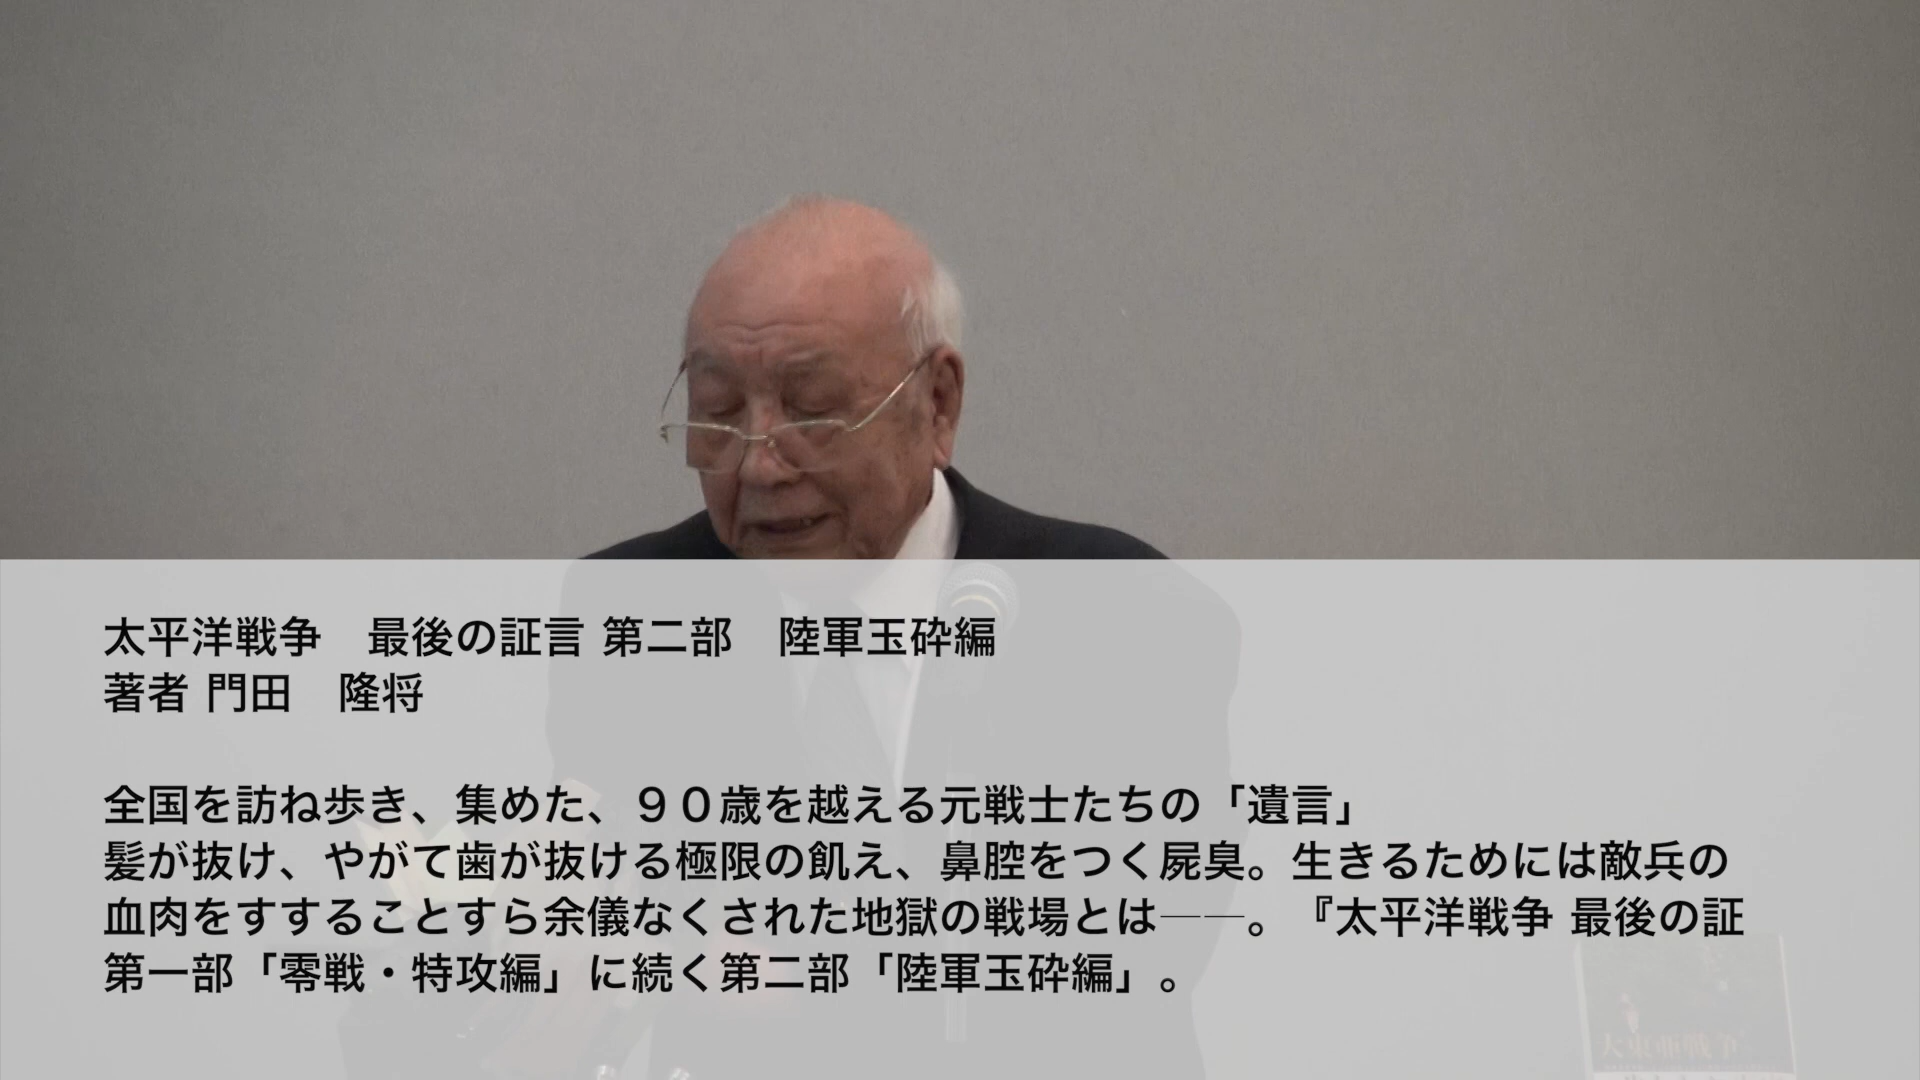 太平洋戦争　最後の証言 第二部　陸軍玉砕編
著者 門田　隆将
全国を訪ね歩き、集めた、９０歳を越える元戦士たちの「遺言」
髪が抜け、やがて歯が抜ける極限の飢え、鼻腔をつく屍臭。生きるためには敵兵の
血肉をすすることすら余儀なくされた地獄の戦場とは――。『太平洋戦争 最後の証
第一部「零戦・特攻編」に続く第二部「陸軍玉砕編」。
大東亜戦争